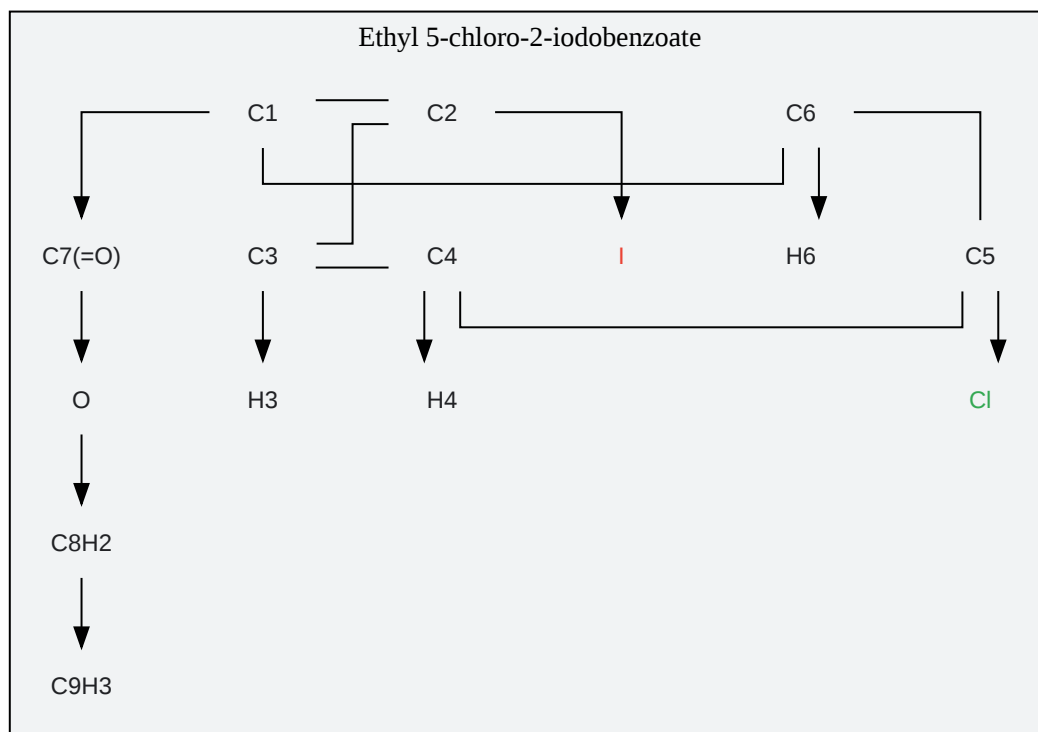 Ethyl 5-chloro-2-iodobenzoate
C1 C2 C6
C7(=O) C3 C4 I H6 C5
O H3 H4 Cl
C8H2
C9H3